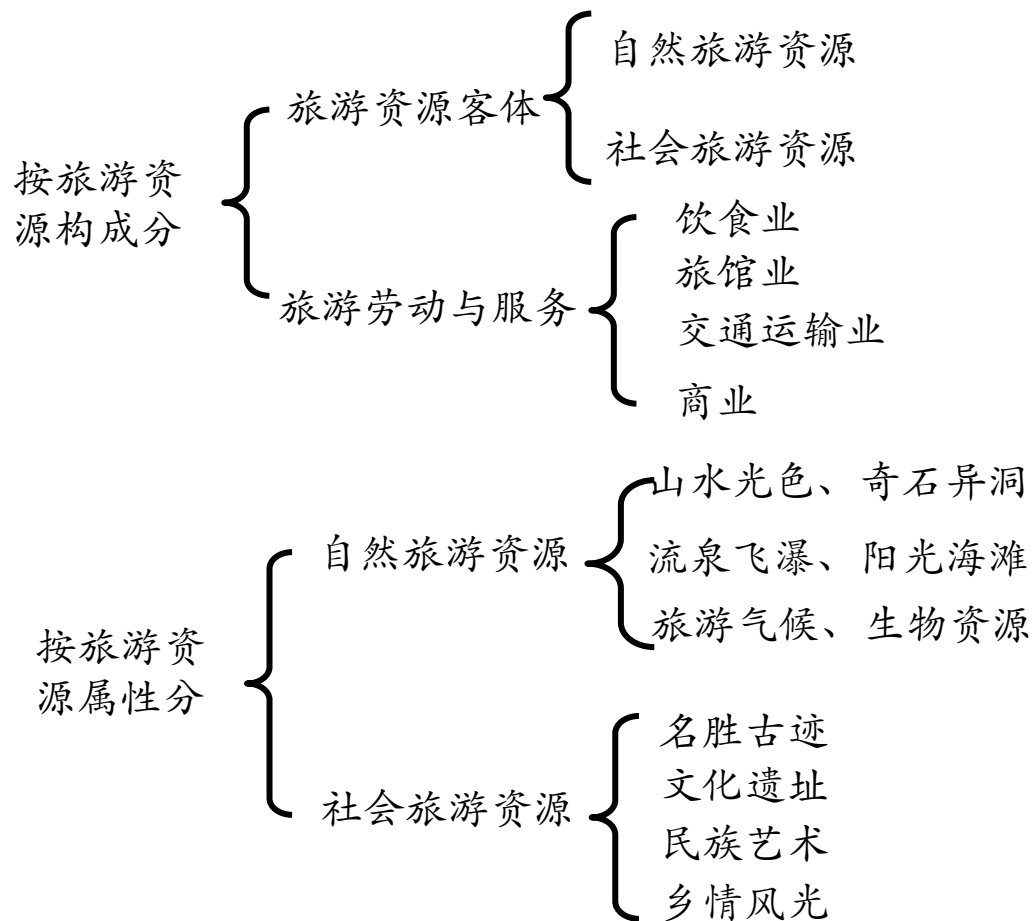 自然旅游资源
旅游资源客体
社会旅游资源
按旅游资
源构成分
饮食业
旅馆业
旅游劳动与服务
交通运输业
商业
山水光色、奇石异洞
自然旅游资源
流泉飞瀑、阳光海滩
旅游气候、生物资源
按旅游资
源属性分
名胜古迹
文化遗址
社会旅游资源
民族艺术
乡情风光